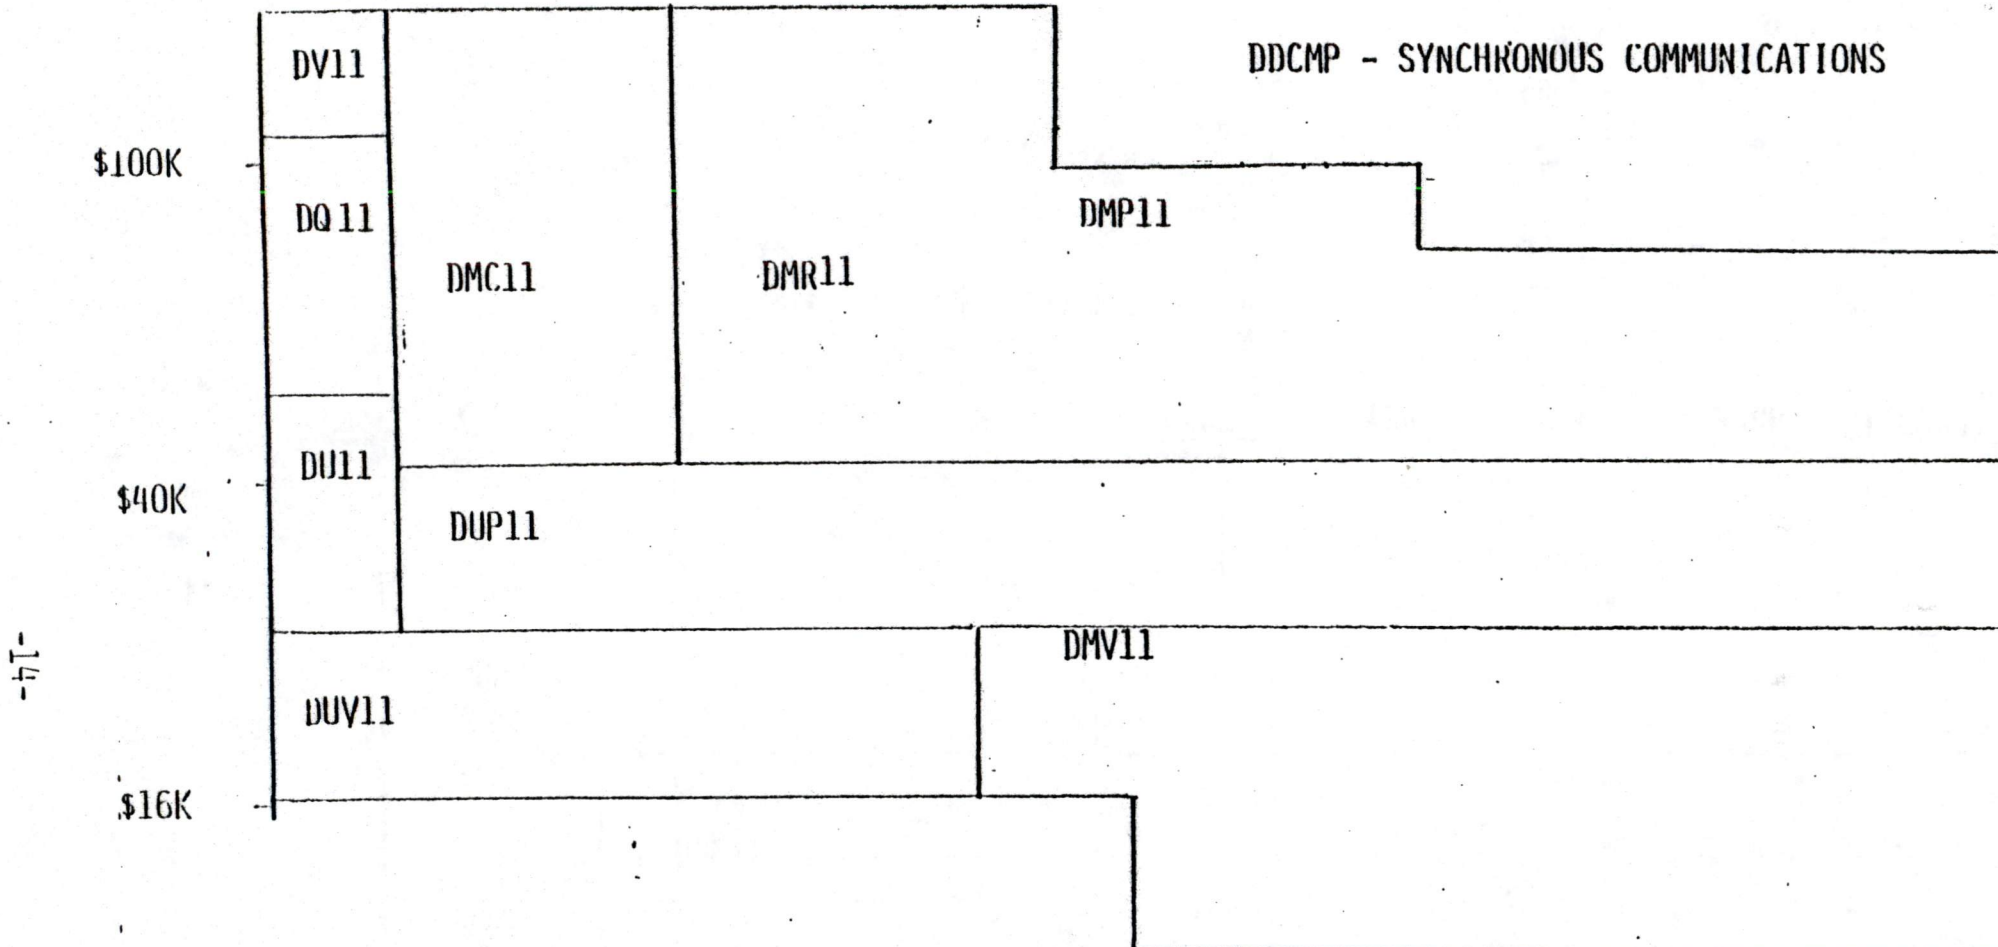 DDCMP - SYNCHRONOUS COMMUNICATIONS
DV11
$100K
DQ11
DMP11
DMC11
DMR11
DU11
$40K
DUP11
DMV11
-14-
DUV11
$16K